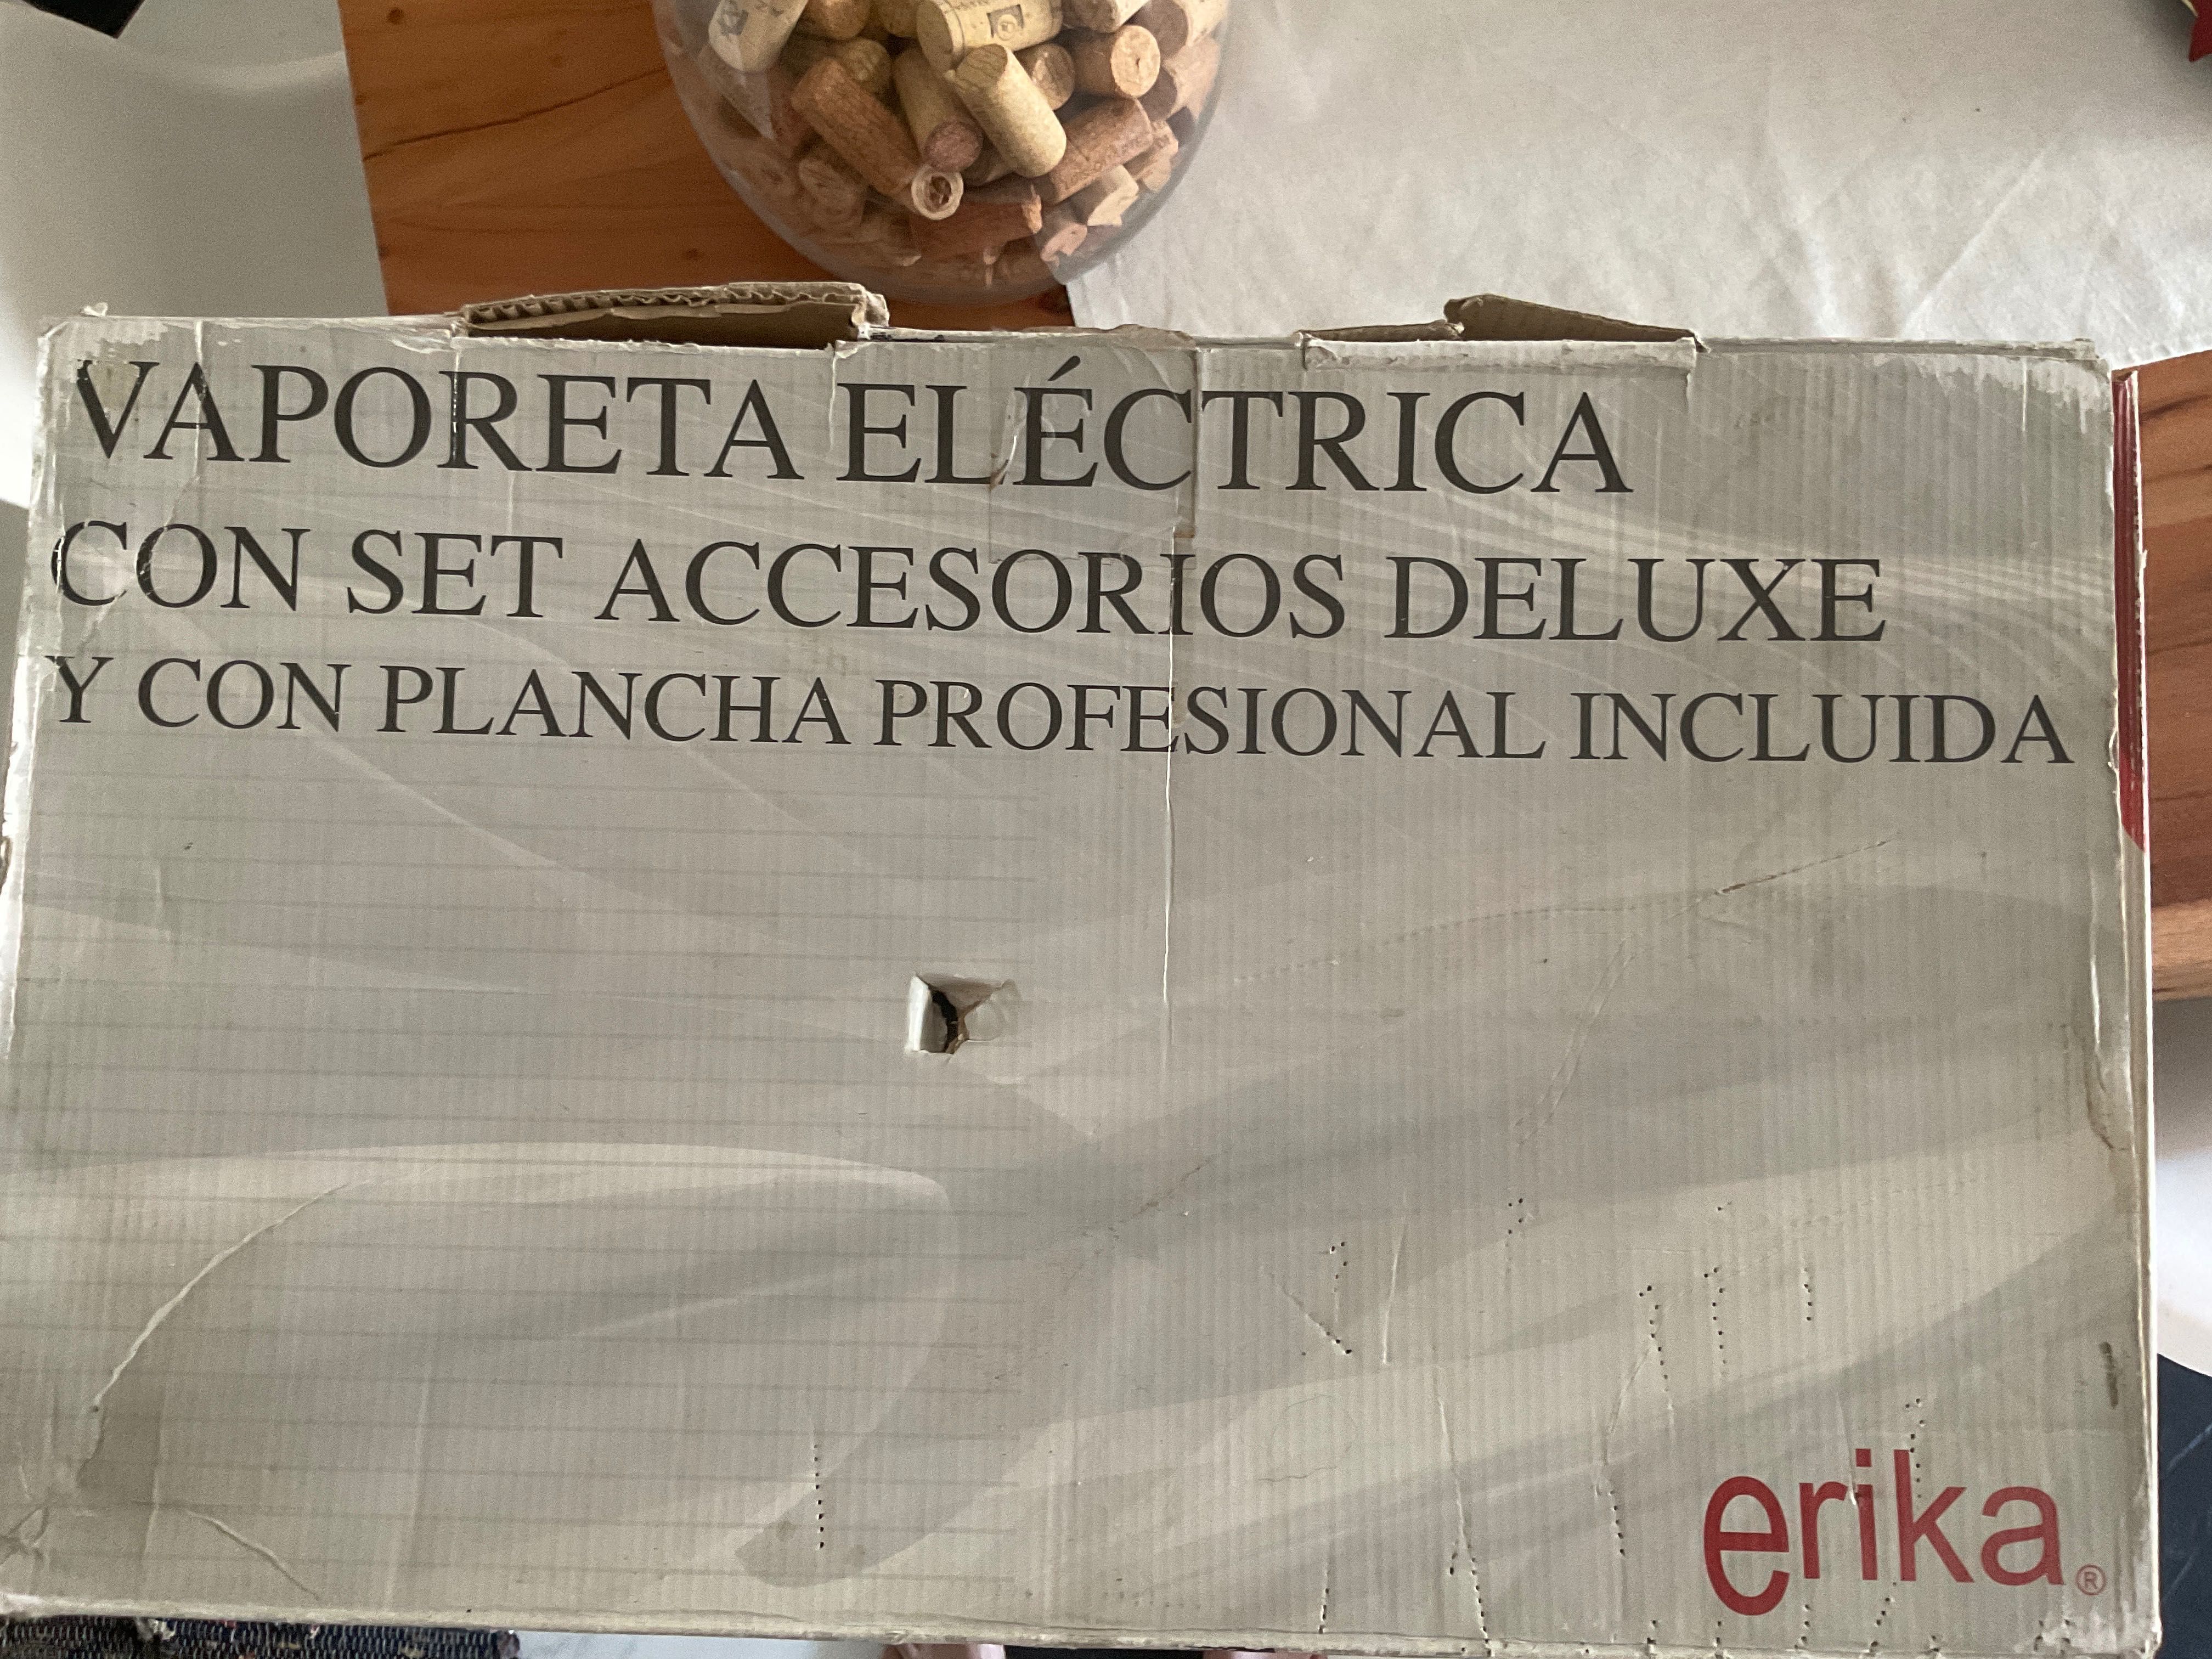 VAPORETA ELÉCTRICA
CON SET ACCESORIOS DELUXE
Y CON PLANCHA PROFESIONAL INCLUIDA
erika®